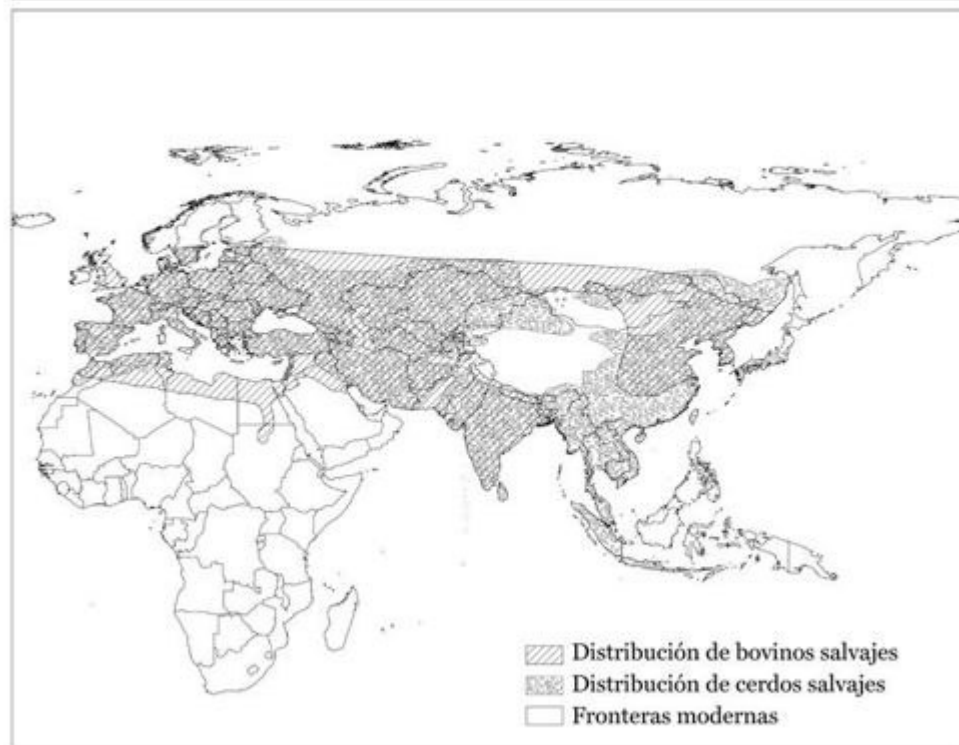 Distribución de bovinos salvajes
Distribución de cerdos salvajes
Fronteras modernas